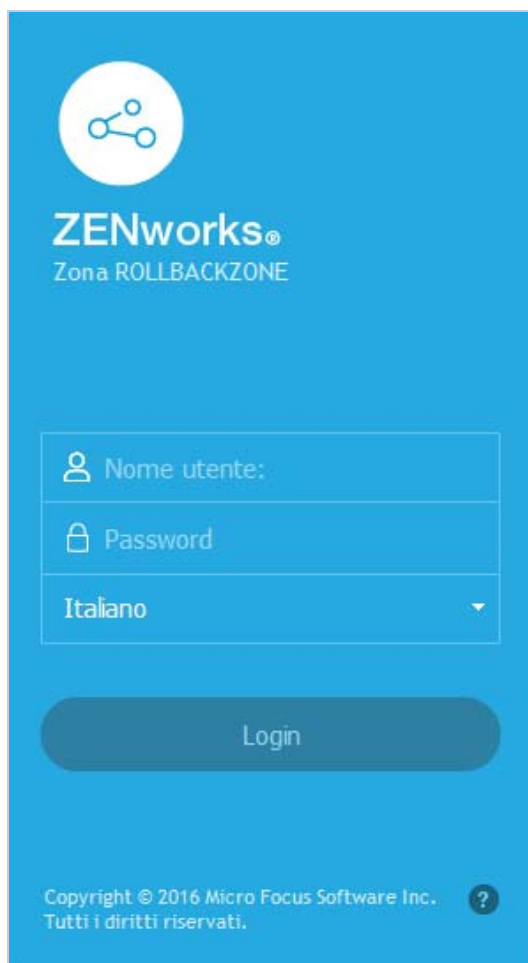 ZENworks®
Zona ROLLBACKZONE
Nome utente:
Password
Italiano
Login
Copyright © 2016 Micro Focus Software Inc.
Tutti i diritti riservati.
?